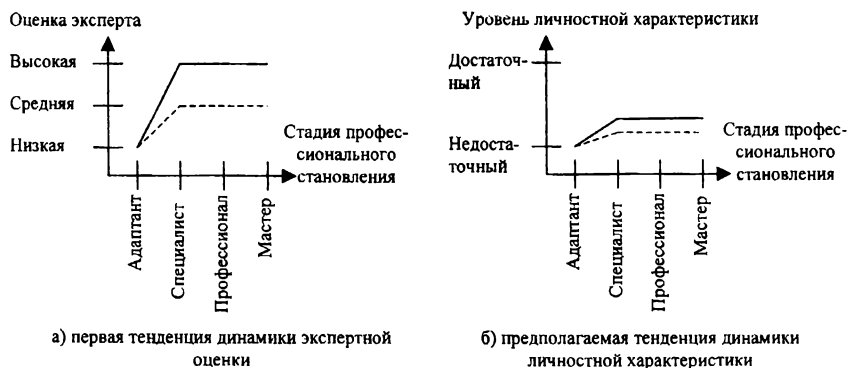 Оценка эксперта
Высокая
Средняя
Низкая
Стадия профес-
сионального
становления
Адаптант
Специалист
Профессионал
Мастер
а) первая тенденция динамики экспертной
оценки
Уровень личностной характеристики
Достаточ-
ный
Недоста-
точный
Стадия профес-
сионального
становления
Адаптант
Специалист
Профессионал
Мастер
б) предполагаемая тенденция динамики
личностной характеристики